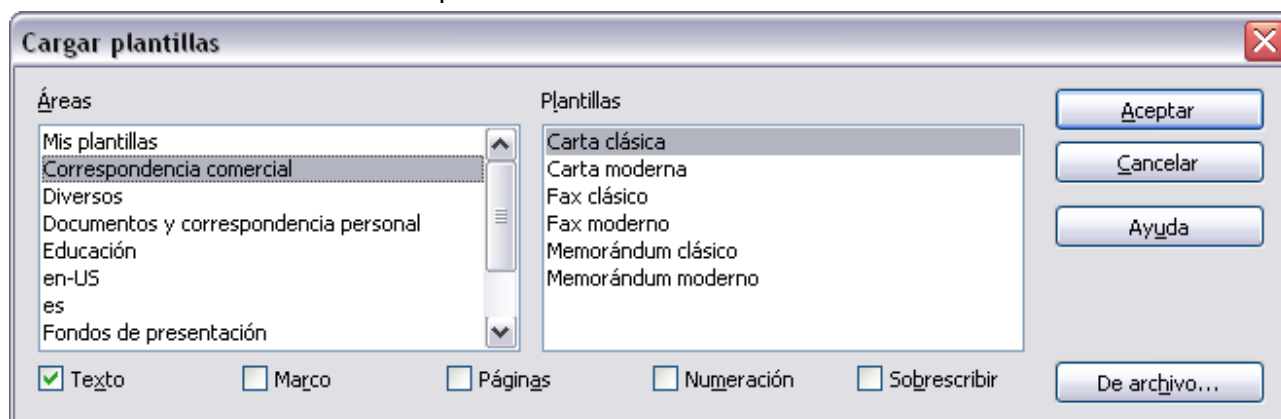 Cargar plantillas
Áreas
Plantillas
Mis plantillas
Correspondencia comercial
Diversos
Documentos y correspondencia personal
Educación
en-US
es
Fondos de presentación
Carta clásica
Carta moderna
Fax clásico
Fax moderno
Memorándum clásico
Memorándum moderno
Aceptar
Cancelar
Ayuda
Texto
Marco
Páginas
Numeración
Sobrescribir
De archivo...